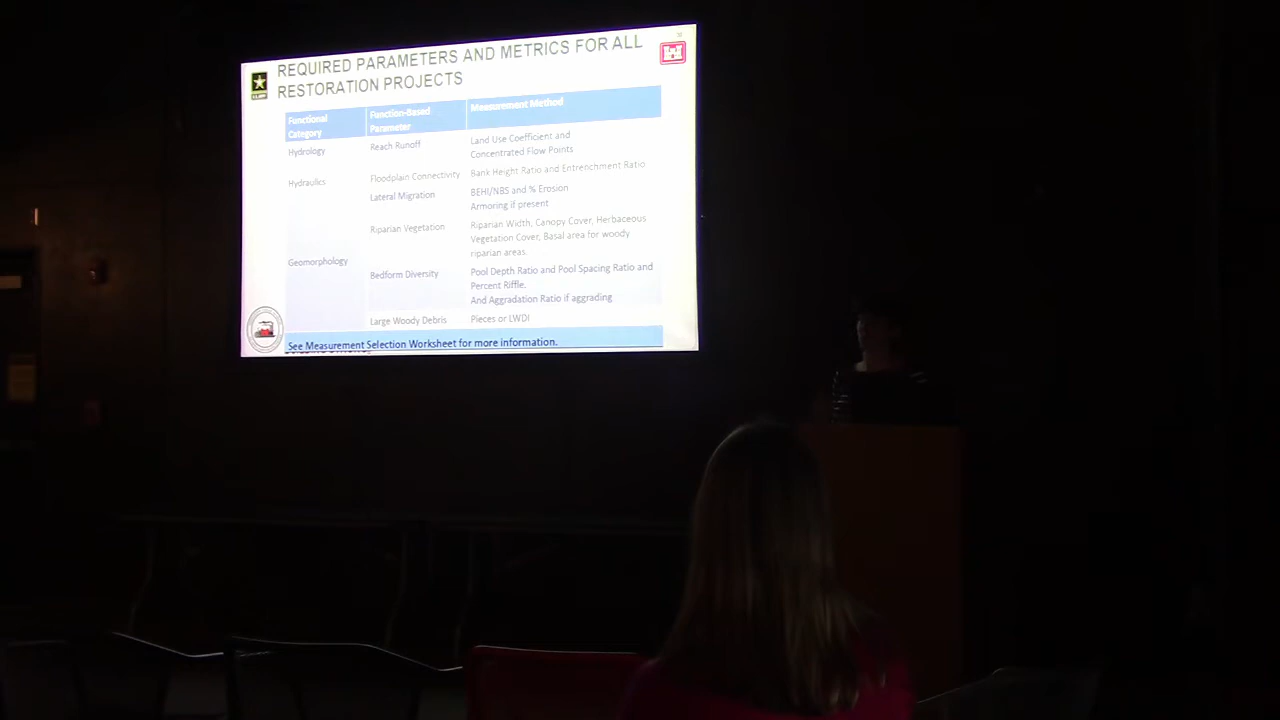 REQUIRED PARAMETERS AND METRICS FOR ALL
RESTORATION PROJECTS
Functional
Category
Function-Based
Parameter
Measurement Method
Hydrology
Reach Runoff
Land Use Coefficient and
Concentrated Flow Points
Hydraulics
Floodplain Connectivity
Bank Height Ratio and Entrenchment Ratio
Lateral Migration
BEHI/NBS and % Erosion
Armoring if present
Riparian Vegetation
Riparian Width, Canopy Cover, Herbaceous
Vegetation Cover, Basal area for woody
riparian areas.
Geomorphology
Bedform Diversity
Pool Depth Ratio and Pool Spacing Ratio and
Percent Riffle.
And Aggradation Ratio if aggrading
Large Woody Debris
Pieces or LWDI
See Measurement Selection Worksheet for more information.